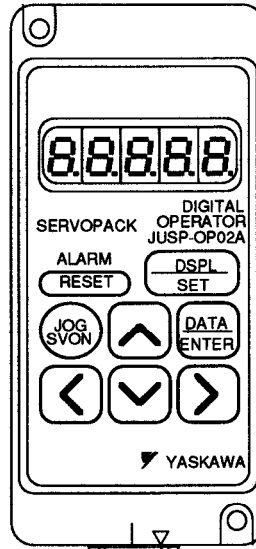 8.8.8.8.8.
SERVOPACK
DIGITAL
OPERATOR
JUSP-OP02A
ALARM
RESET
DSPL
SET
JOG
SVON
DATA
ENTER
YASKAWA